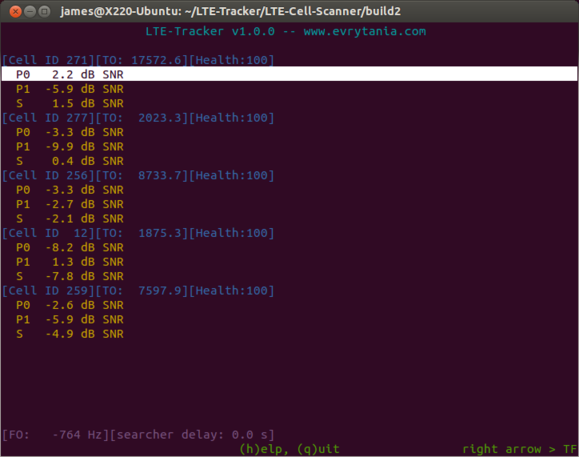 james@X220-Ubuntu: ~/LTE-Tracker/LTE-Cell-Scanner/build2
LTE-Tracker v1.0.0 -- www.evrytania.com
[Cell ID 271][TO: 17572.6][Health:100]
P0   2.2 dB SNR
P1  -5.9 dB SNR
S    1.5 dB SNR
[Cell ID 277][TO:  2023.3][Health:100]
P0  -3.3 dB SNR
P1  -9.9 dB SNR
S    0.4 dB SNR
[Cell ID 256][TO:  8733.7][Health:100]
P0  -3.3 dB SNR
P1  -2.7 dB SNR
S   -2.1 dB SNR
[Cell ID  12][TO:  1875.3][Health:100]
P0  -8.2 dB SNR
P1   1.3 dB SNR
S   -7.8 dB SNR
[Cell ID 259][TO:  7597.9][Health:100]
P0  -2.6 dB SNR
P1  -5.9 dB SNR
S   -4.9 dB SNR
[FO:   -764 Hz][searcher delay: 0.0 s]
(h)elp, (q)uit right arrow > TF